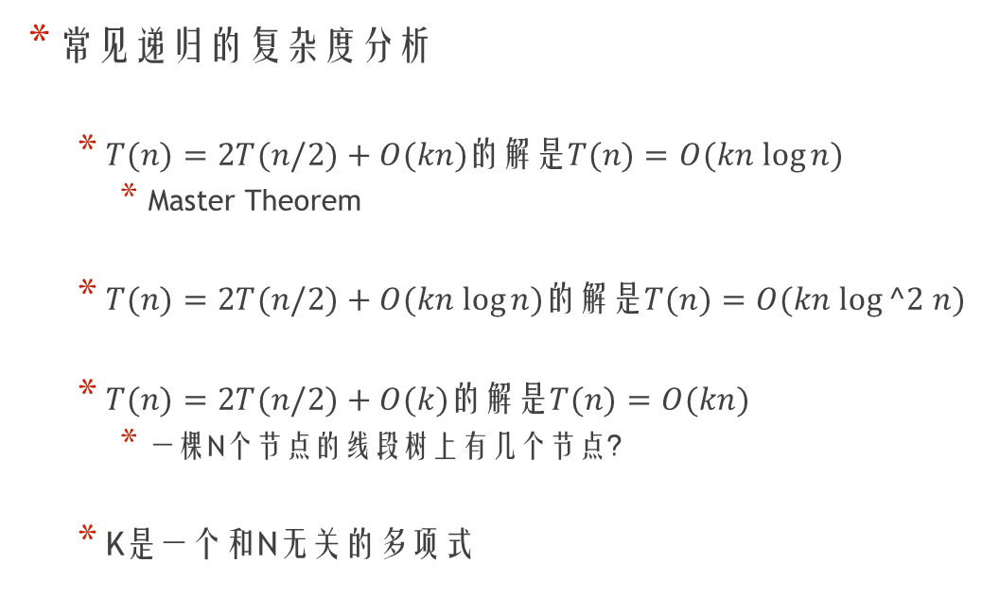 * 常见递归的复杂度分析
* T(n) = 2T(n/2) + O(kn)的解是T(n) = O(kn log n)
* Master Theorem
* T(n) = 2T(n/2) + O(kn log n)的解是T(n) = O(kn log ^2 n)
* T(n) = 2T(n/2) + O(k)的解是T(n) = O(kn)
* 一棵N个节点的线段树上有几个节点?
* K是一个和N无关的多项式